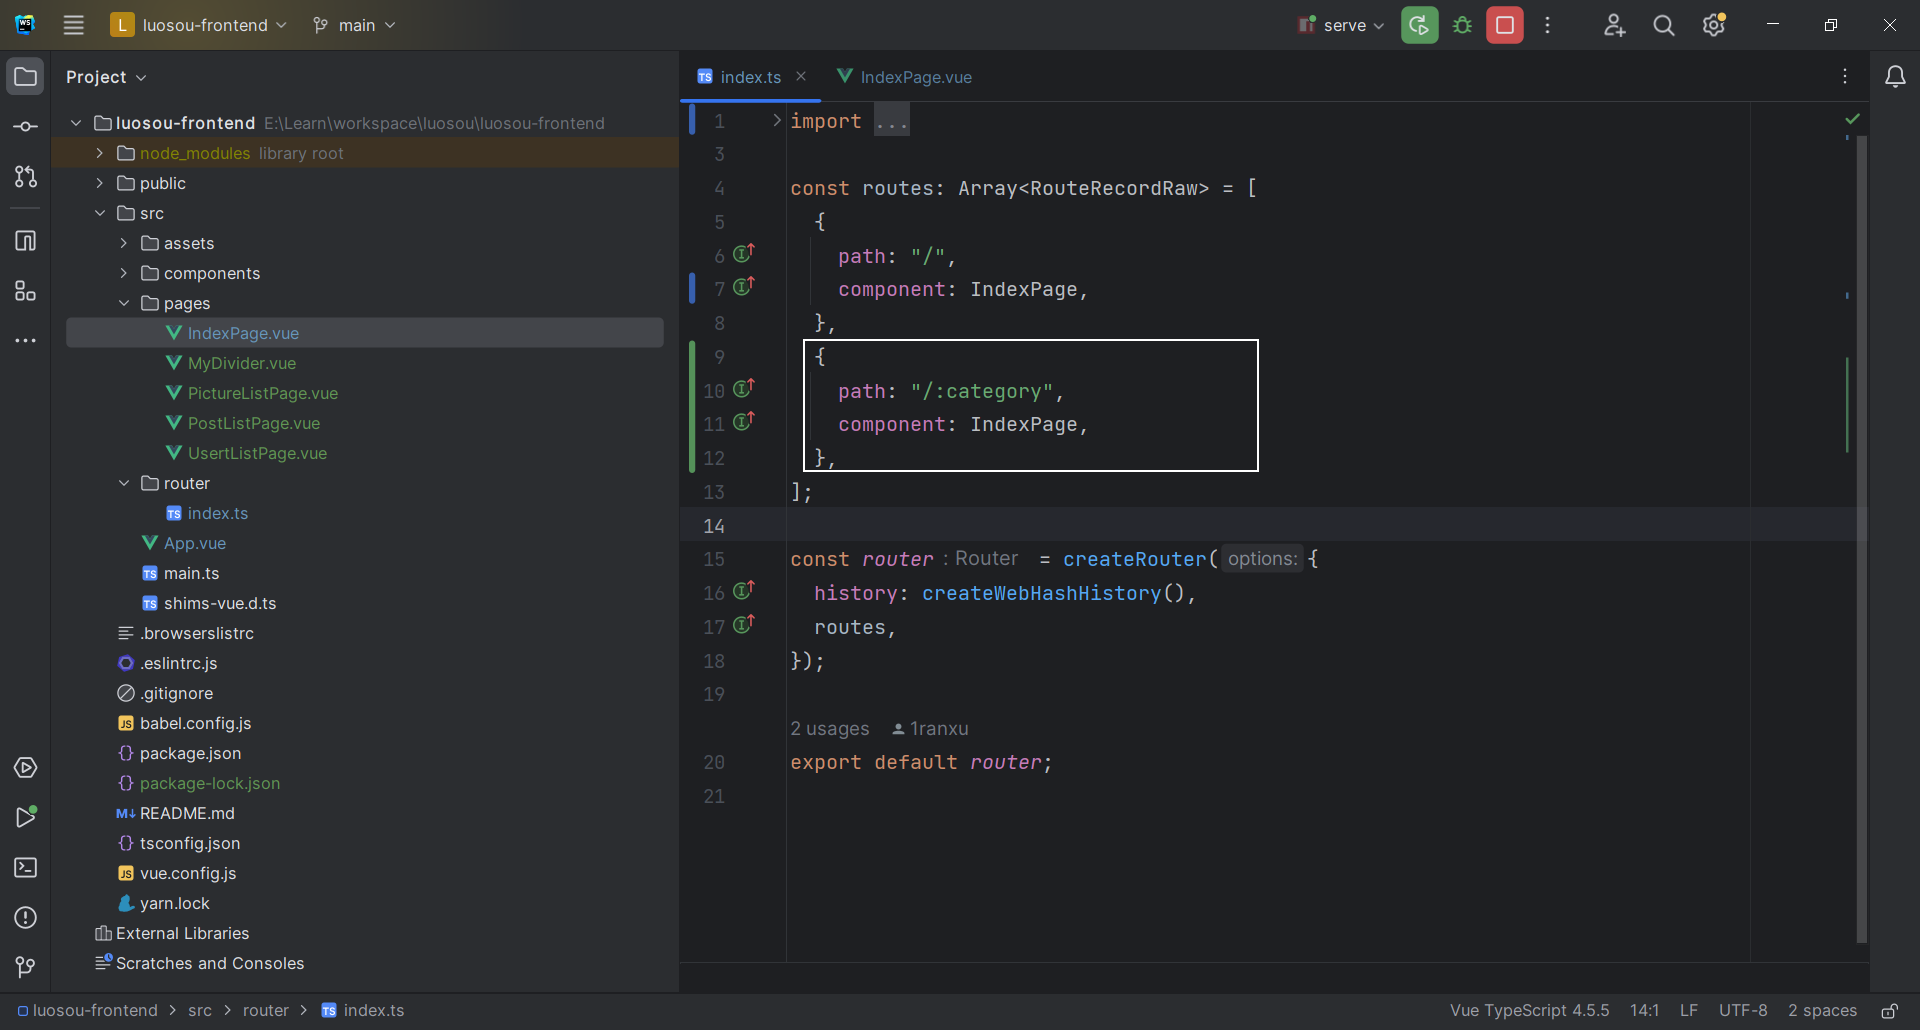 L luosou-frontend main serve
Project
luosou-frontend E:\Learn\workspace\luosou\luosou-frontend
node_modules library root
public
src
assets
components
pages
IndexPage.vue
MyDivider.vue
PictureListPage.vue
PostListPage.vue
UsertListPage.vue
router
index.ts
App.vue
main.ts
shims-vue.d.ts
.browserslistrc
.eslintrc.js
.gitignore
babel.config.js
package.json
package-lock.json
README.md
tsconfig.json
vue.config.js
yarn.lock
External Libraries
Scratches and Consoles
index.ts IndexPage.vue
1 import ...
3
4 const routes: Array<RouteRecordRaw> = [
5 {
6 path: "/",
7 component: IndexPage,
8 },
9 {
10 path: "/:category",
11 component: IndexPage,
12 },
13 ];
14
15 const router : Router = createRouter( options: {
16 history: createWebHashHistory(),
17 routes,
18 });
19
2 usages 1ranxu
20 export default router;
21
luosou-frontend > src > router > index.ts
Vue TypeScript 4.5.5 14:1 LF UTF-8 2 spaces